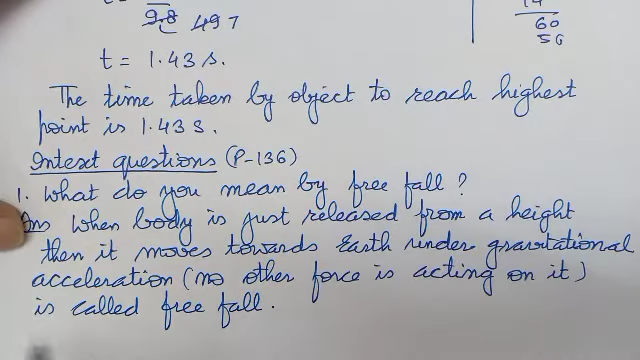 9.8 497
14
60
56
t = 1.43 s.
The time taken by object to reach highest
point is 1.43 s.
Intext questions (P-136)
1. What do you mean by free fall ?
Ans When body is just released from a height
then it moves towards Earth under gravitational
acceleration (no other force is acting on it)
is called free fall.